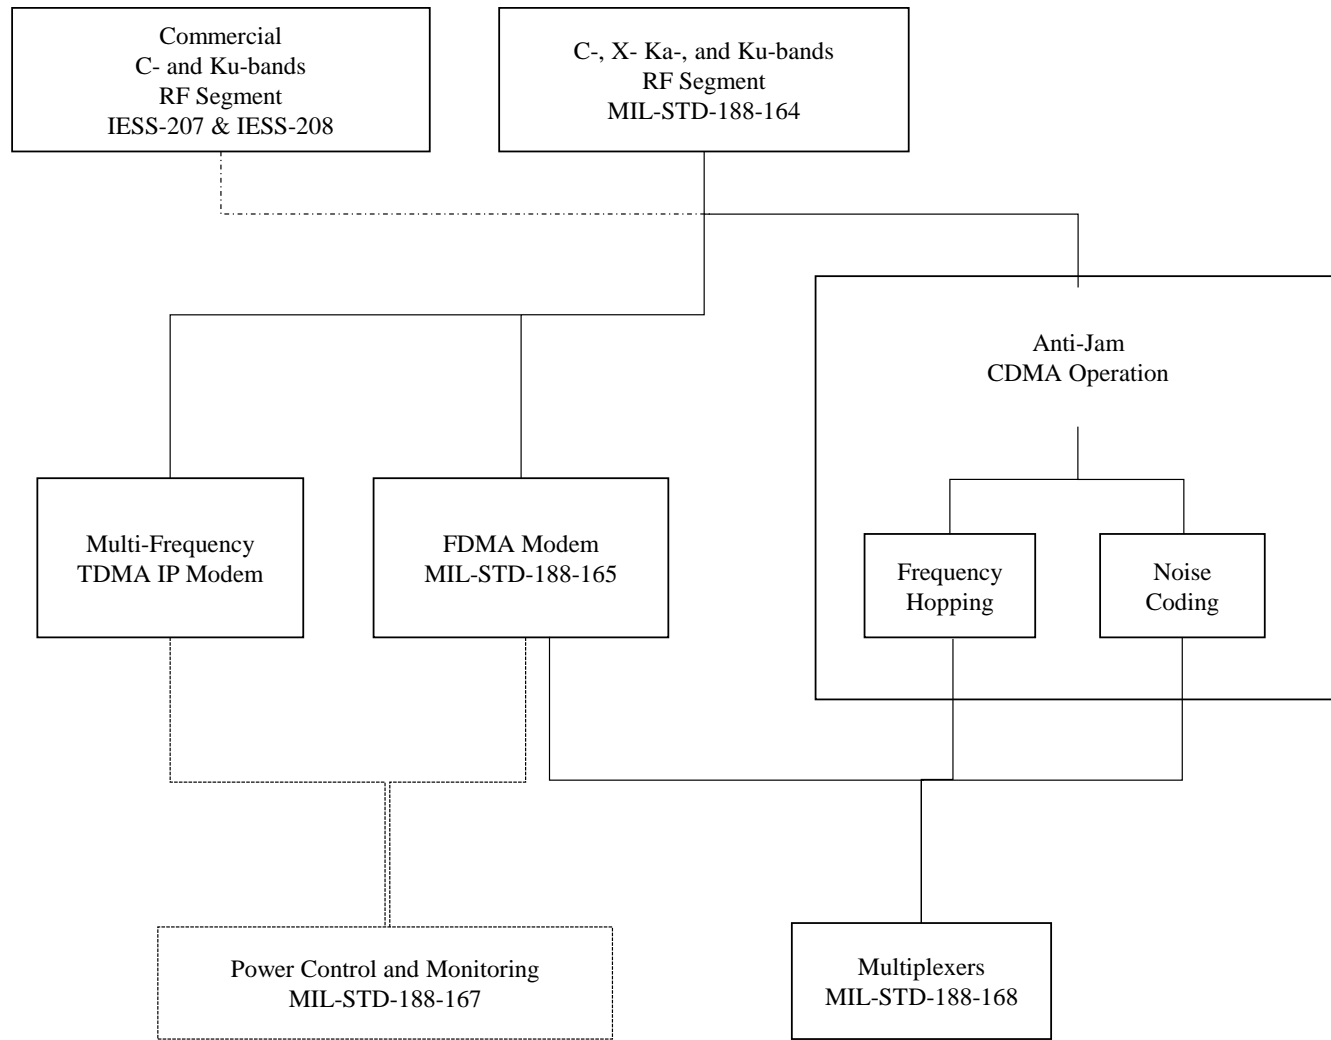 Commercial
C- and Ku-bands
RF Segment
IESS-207 & IESS-208
C-, X- Ka-, and Ku-bands
RF Segment
MIL-STD-188-164
Anti-Jam
CDMA Operation
Multi-Frequency
TDMA IP Modem
FDMA Modem
MIL-STD-188-165
Frequency
Hopping
Noise
Coding
Power Control and Monitoring
MIL-STD-188-167
Multiplexers
MIL-STD-188-168